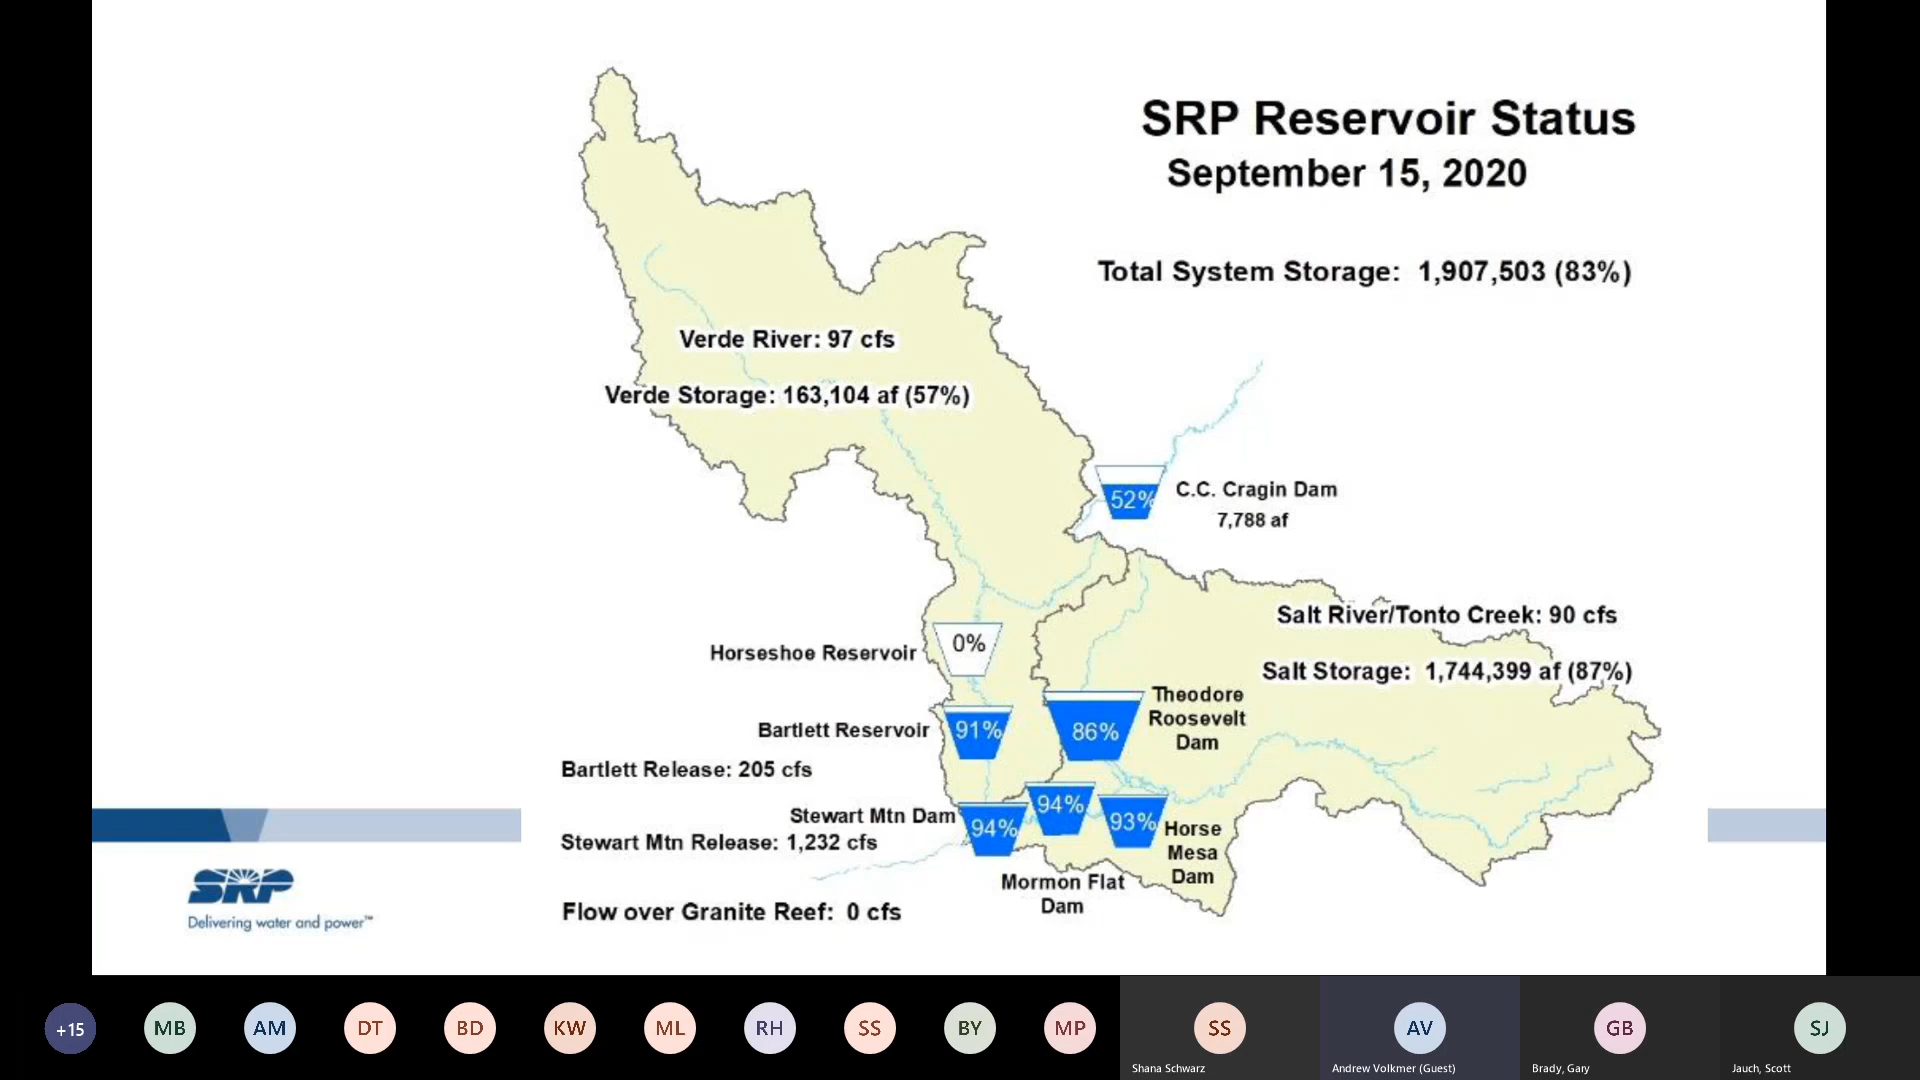 SRP Reservoir Status
September 15, 2020
Total System Storage: 1,907,503 (83%)
Verde River: 97 cfs
Verde Storage: 163,104 af (57%)
52%
C.C. Cragin Dam
7,788 af
Salt River/Tonto Creek: 90 cfs
Salt Storage: 1,744,399 af (87%)
Horseshoe Reservoir
0%
Theodore
Roosevelt
Dam
86%
Bartlett Reservoir
91%
Bartlett Release: 205 cfs
Stewart Mtn Dam
94%
94%
93%
Horse
Mesa
Dam
Stewart Mtn Release: 1,232 cfs
Mormon Flat
Dam
Flow over Granite Reef: 0 cfs
SRP
Delivering water and power™
+15
MB
AM
DT
BD
KW
ML
RH
SS
BY
MP
SS
Shana Schwarz
AV
Andrew Volkmer (Guest)
GB
Brady, Gary
SJ
Jauch, Scott